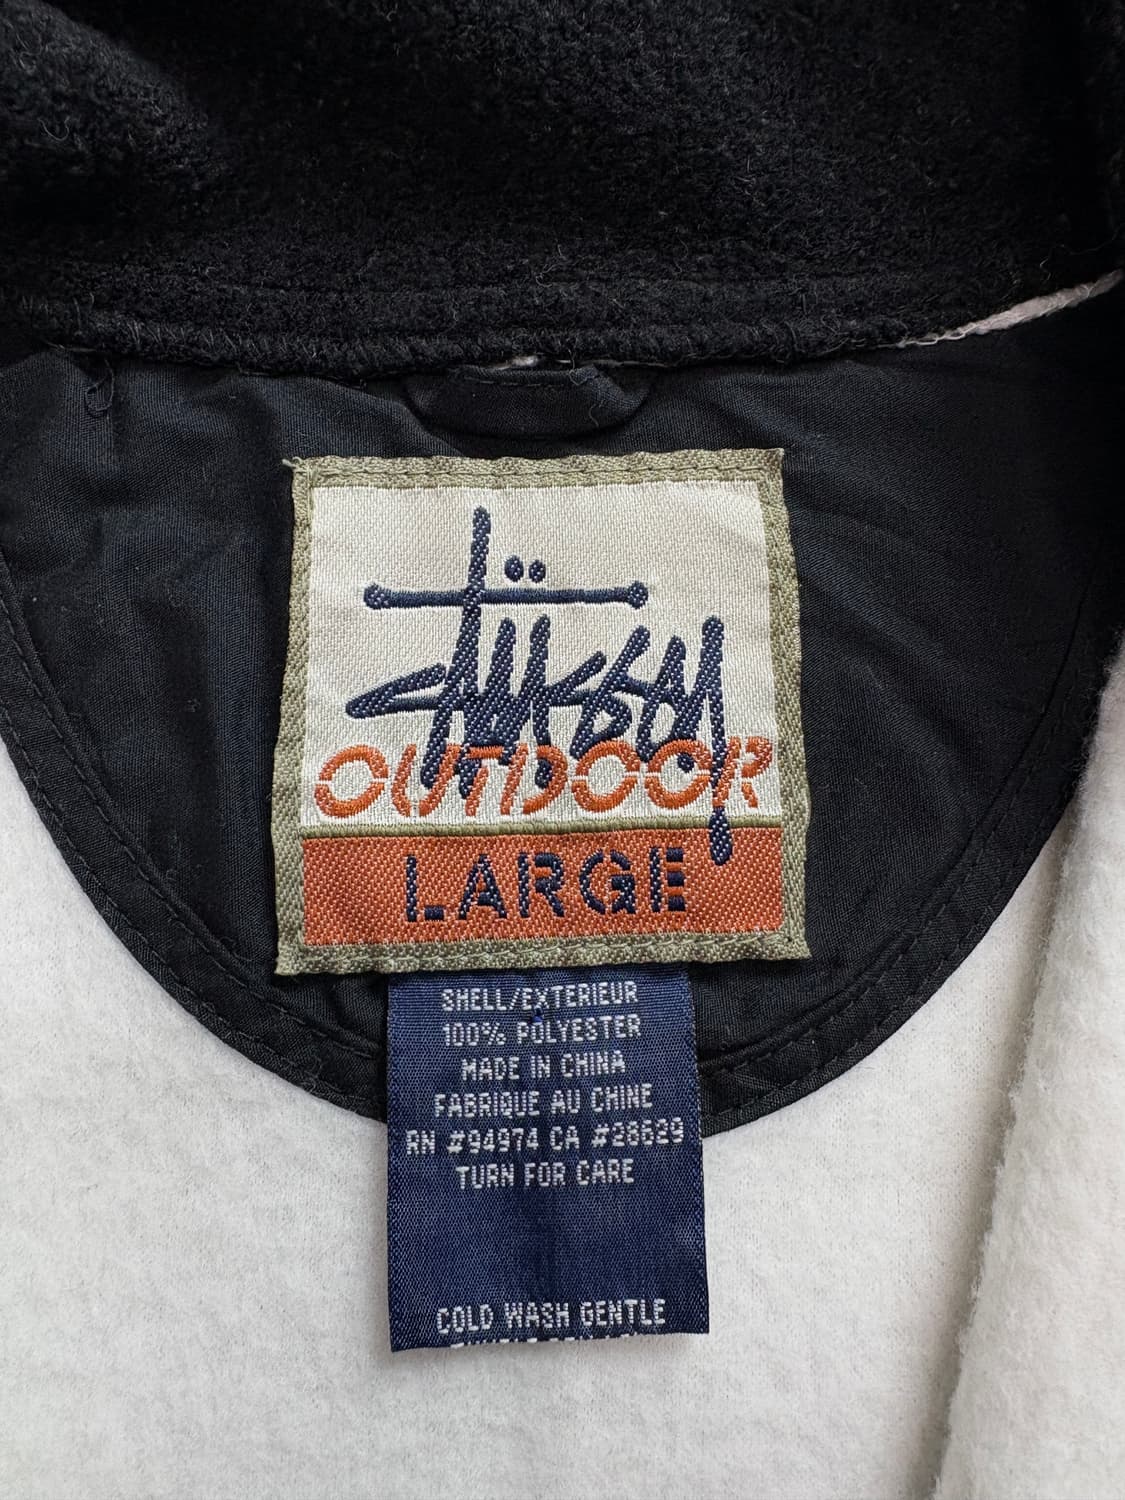 Stüssy
OUTDOOR
LARGE
SHELL/EXTERIEUR
100% POLYESTER
MADE IN CHINA
FABRIQUE AU CHINE
RN #94974 CA #28629
TURN FOR CARE
COLD WASH GENTLE